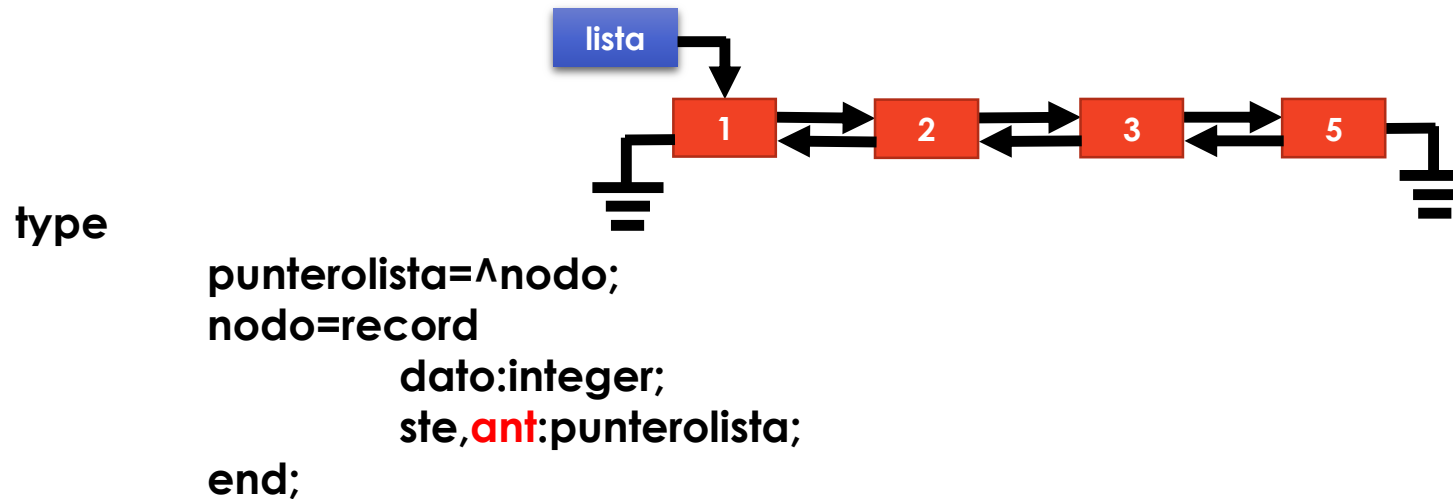 lista
1 2 3 5
type
punterolista=^nodo;
nodo=record
dato:integer;
ste,ant:punterolista;
end;